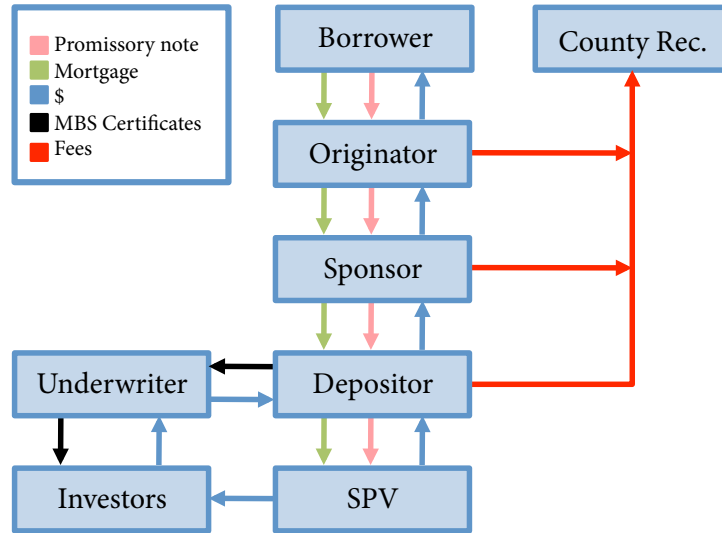 Promissory note
Mortgage
$
MBS Certificates
Fees
Borrower
County Rec.
Originator
Sponsor
Underwriter
Depositor
Investors
SPV